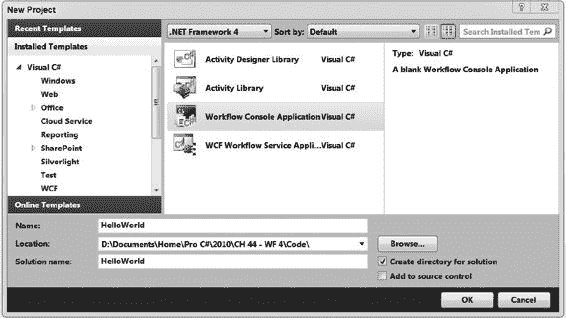 New Project
Recent Templates
.NET Framework 4
Sort by: Default
Search Installed Tem
Installed Templates
Visual C#
Windows
Web
Office
Cloud Service
Reporting
SharePoint
Silverlight
Test
WCF
Online Templates
Activity Designer Library Visual C#
Activity Library Visual C#
Workflow Console Application Visual C#
WCF Workflow Service Appli... Visual C#
Type: Visual C#
A blank Workflow Console Application
Name: HelloWorld
Location: D:\Documents\Home\Pro C#\2010\CH 44 - WF 4\Code\
Browse...
Solution name: HelloWorld
Create directory for solution
Add to source control
OK
Cancel